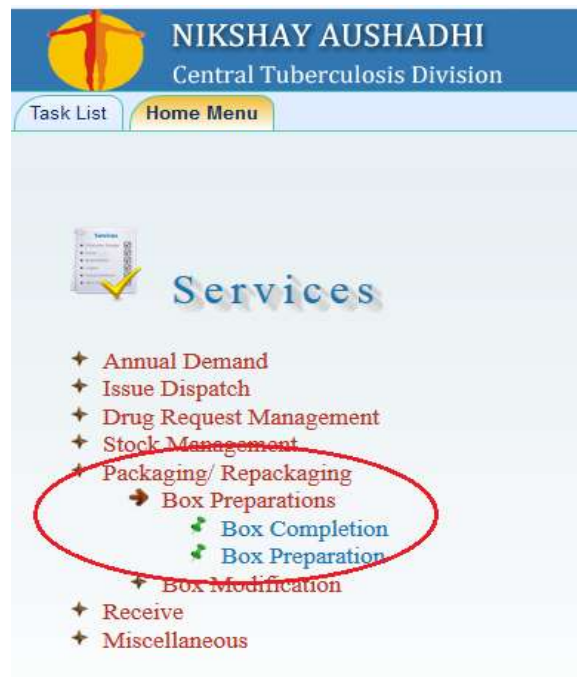 NIKSHAY AUSHADHI
Central Tuberculosis Division
Task List Home Menu
Services
Annual Demand
Issue Dispatch
Drug Request Management
Stock Management
Packaging/ Repackaging
Box Preparations
Box Completion
Box Preparation
Box Modification
Receive
Miscellaneous